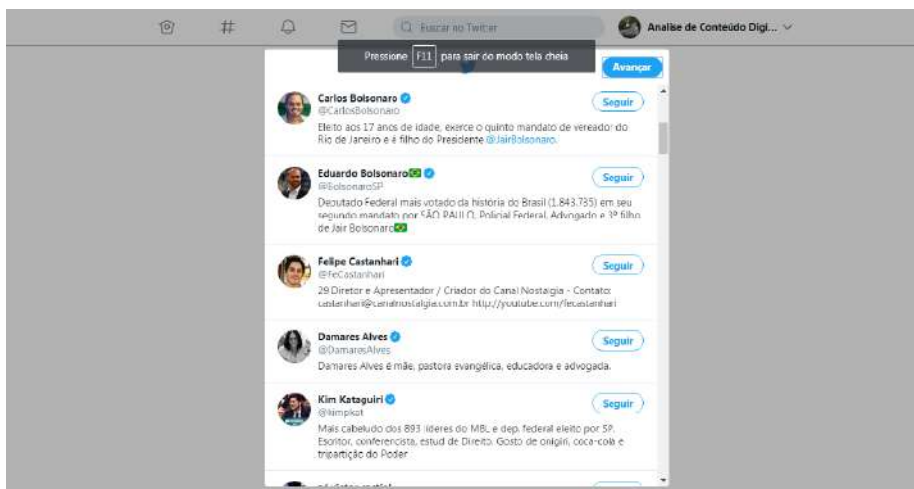 Buscar no Twitter
Analise de Conteúdo Digi...
Pressione F11 para sair do modo tela cheia
Avançar
Carlos Bolsonaro
Seguir
@CarlosBolsonaro
Eleito aos 17 anos de idade, exerce o quinto mandato de vereador do
Rio de Janeiro e é filho do Presidente @JairBolsonaro.
Eduardo Bolsonaro
Seguir
@BolsonaroSP
Deputado Federal mais votado da história do Brasil (1.843.735) em seu
segundo mandato por SÃO PAULO, Policial Federal, Advogado e 3º filho
de Jair Bolsonaro
Felipe Castanhari
Seguir
@FeCastanhari
29 Diretor e Apresentador / Criador do Canal Nostalgia - Contato:
castanhari@canalnostalgia.com.br http://youtube.com/fecastanhari
Damares Alves
Seguir
@DamaresAlves
Damares Alves é mãe, pastora evangélica, educadora e advogada.
Kim Kataguiri
Seguir
@kimpkat
Mais cabeludo dos 893 líderes do MBL e dep. federal eleito por SP.
Escritor, conferencista, estud de Direito. Gosto de onigiri, coca-cola e
tripartição do Poder